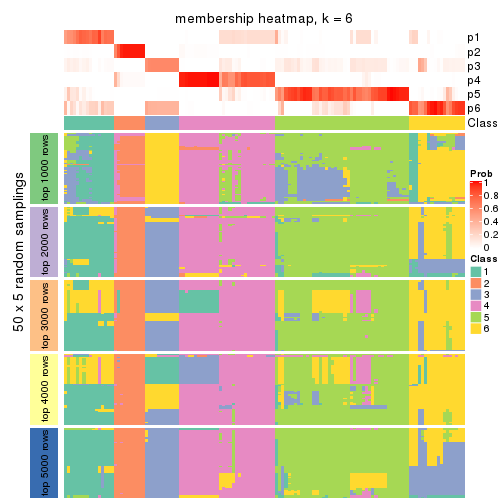 membership heatmap, k = 6
p1
p2
p3
p4
p5
p6
Class
50 x 5 random samplings
top 1000 rows
top 2000 rows
top 3000 rows
top 4000 rows
top 5000 rows
Prob
1
0.8
0.6
0.4
0.2
0
Class
1
2
3
4
5
6